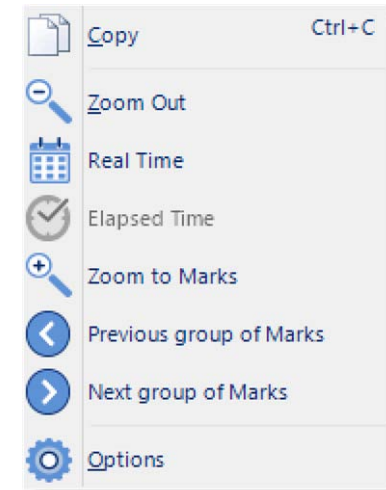 Copy Ctrl+C
Zoom Out
Real Time
Elapsed Time
Zoom to Marks
Previous group of Marks
Next group of Marks
Options